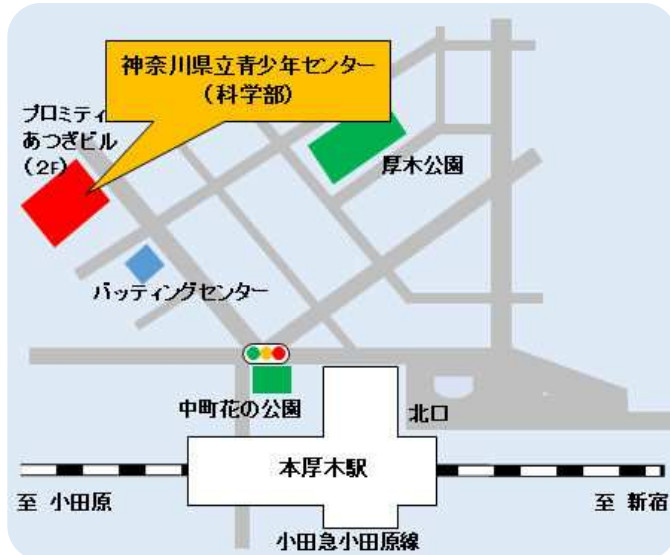 神奈川県立青少年センター
（科学部）
プロミティ
あつぎビル
（2F）
厚木公園
バッティングセンター
中町花の公園
北口
本厚木駅
至 小田原
至 新宿
小田急小田原線